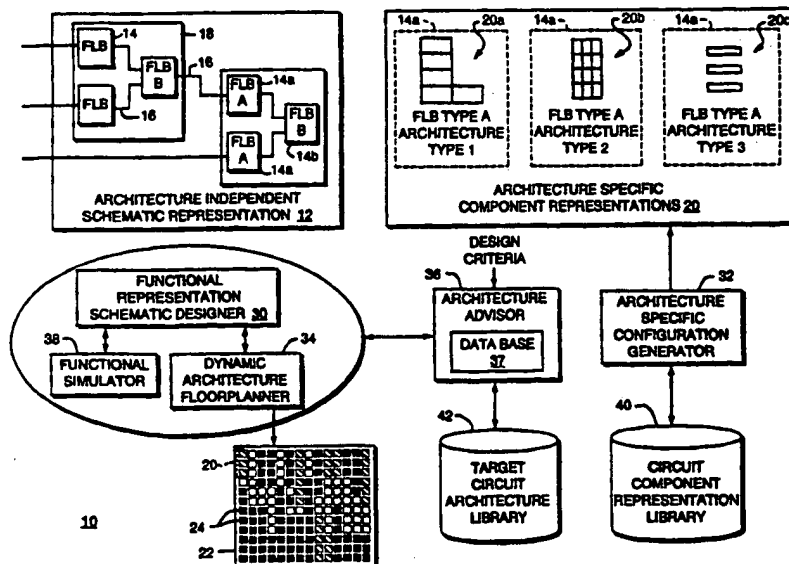 14
18
FLB
FLB
B
FLB
16
16
14a
FLB
A
FLB
B
FLB
A
14b
14a
ARCHITECTURE INDEPENDENT
SCHEMATIC REPRESENTATION 12
14a
20a
14a
20b
14a
20c
FLB TYPE A
ARCHITECTURE
TYPE 1
FLB TYPE A
ARCHITECTURE
TYPE 2
FLB TYPE A
ARCHITECTURE
TYPE 3
ARCHITECTURE SPECIFIC
COMPONENT REPRESENTATIONS 20
FUNCTIONAL
REPRESENTATION
SCHEMATIC DESIGNER 30
38
34
FUNCTIONAL
SIMULATOR
DYNAMIC
ARCHITECTURE
FLOORPLANNER
DESIGN
CRITERIA
36
ARCHITECTURE
ADVISOR
DATA BASE
37
32
ARCHITECTURE
SPECIFIC
CONFIGURATION
GENERATOR
42
TARGET
CIRCUIT
ARCHITECTURE
LIBRARY
40
CIRCUIT
COMPONENT
REPRESENTATION
LIBRARY
20
24
22
10